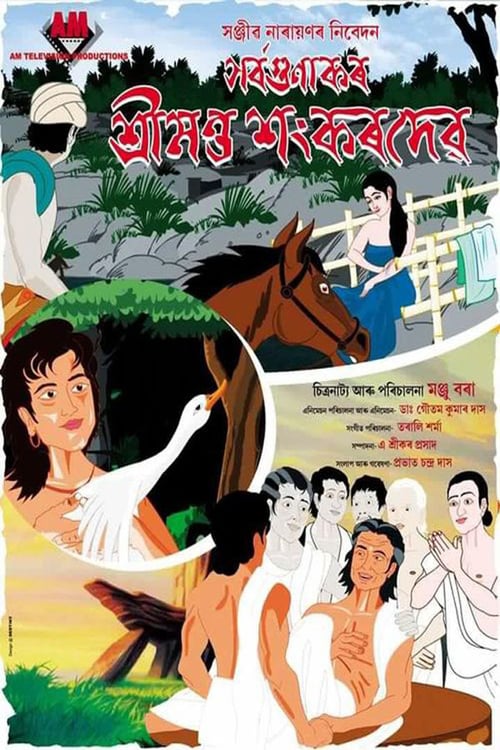 AM
AM TELEVISION PRODUCTIONS
সঞ্জীৱ নাৰায়ণৰ নিবেদন
সৰ্বগুণাকৰ
শ্ৰীমন্ত শংকৰদেৱ
চিত্ৰনাট্য আৰু পৰিচালনা মঞ্জু বৰা
এনিমেচন পৰিচালনা আৰু এনিমেচন- ডাঃ গৌতম কুমাৰ দাস
সংগীত পৰিচালনা- তৰালি শৰ্মা
সম্পাদনা- এ শ্ৰীকৰ প্ৰসাদ
সংলাপ আৰু গৱেষণা- প্ৰভাত চন্দ্ৰ দাস